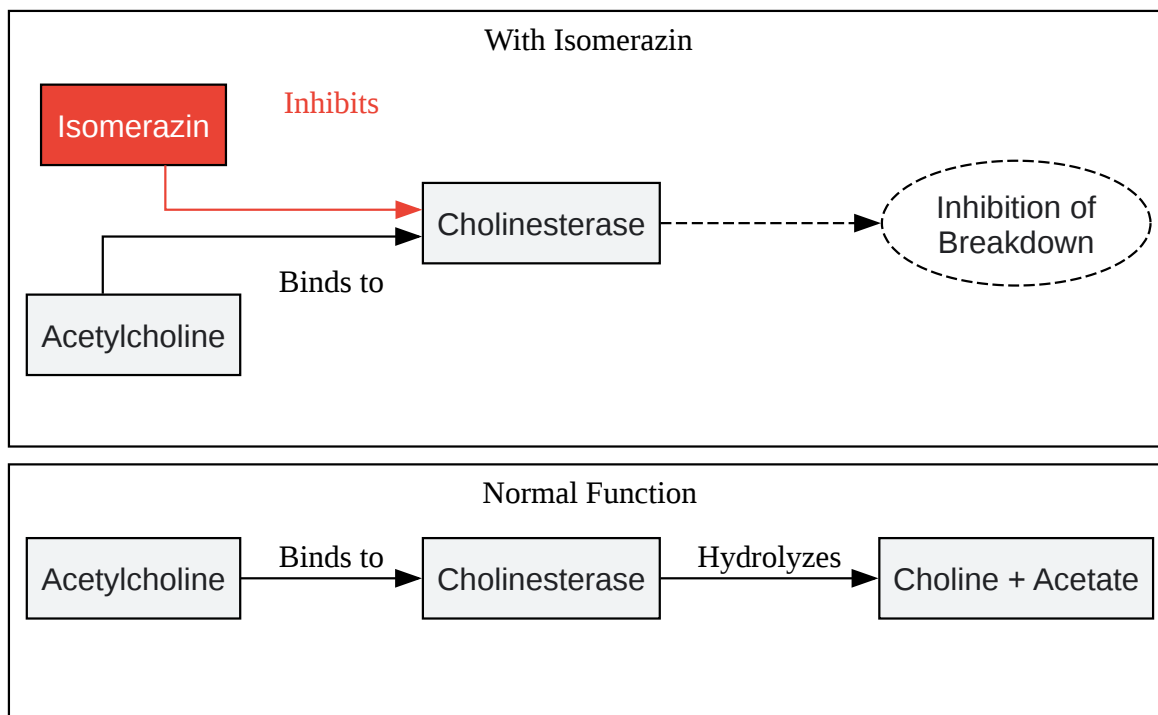 With Isomerazin
Isomerazin
Inhibits
Cholinesterase
Inhibition of
Breakdown
Binds to
Acetylcholine
Normal Function
Acetylcholine
Binds to
Cholinesterase
Hydrolyzes
Choline + Acetate